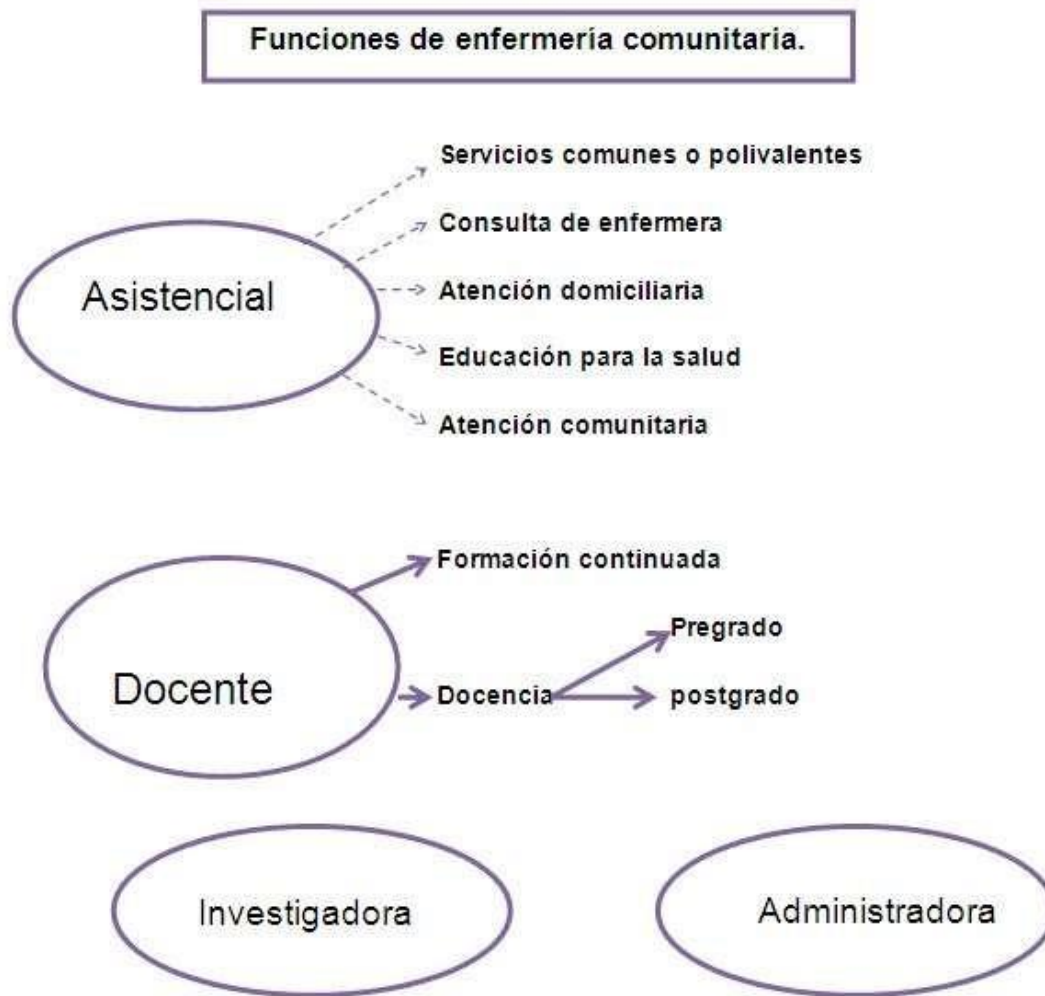 Funciones de enfermería comunitaria.
Servicios comunes o polivalentes
Consulta de enfermera
Asistencial
Atención domiciliaria
Educación para la salud
Atención comunitaria
Formación continuada
Pregrado
Docente
Docencia
postgrado
Investigadora
Administradora